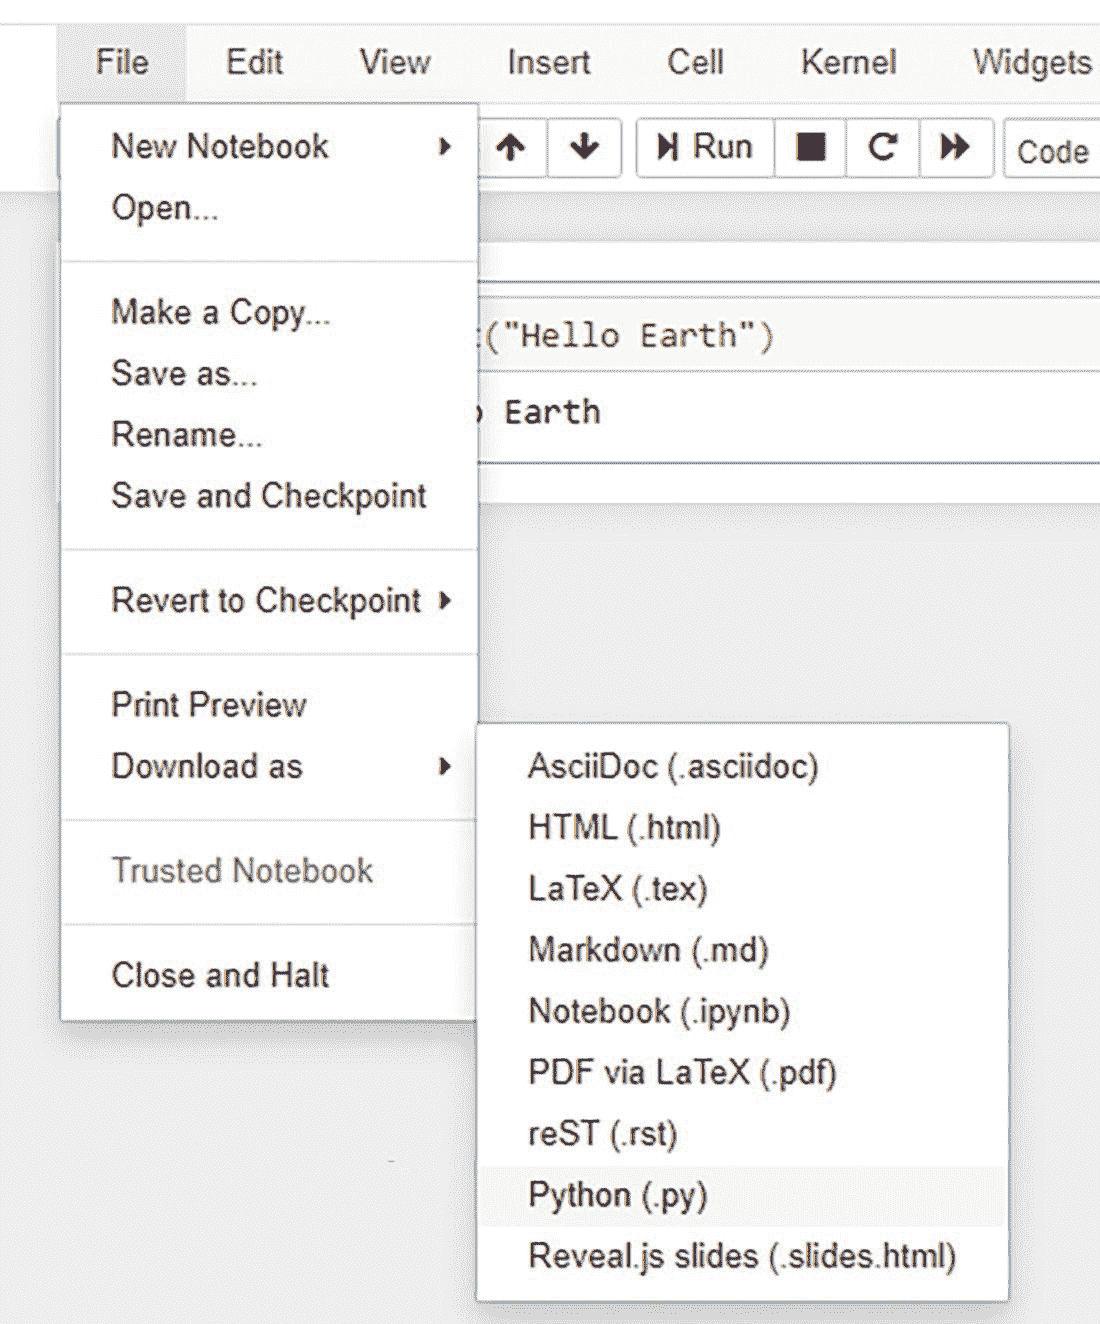 File Edit View Insert Cell Kernel Widgets
New Notebook
Run Code
Open...
Make a Copy...
("Hello Earth")
Save as...
Earth
Rename...
Save and Checkpoint
Revert to Checkpoint
Print Preview
Download as
Trusted Notebook
Close and Halt
AsciiDoc (.asciidoc)
HTML (.html)
LaTeX (.tex)
Markdown (.md)
Notebook (.ipynb)
PDF via LaTeX (.pdf)
reST (.rst)
Python (.py)
Reveal.js slides (.slides.html)